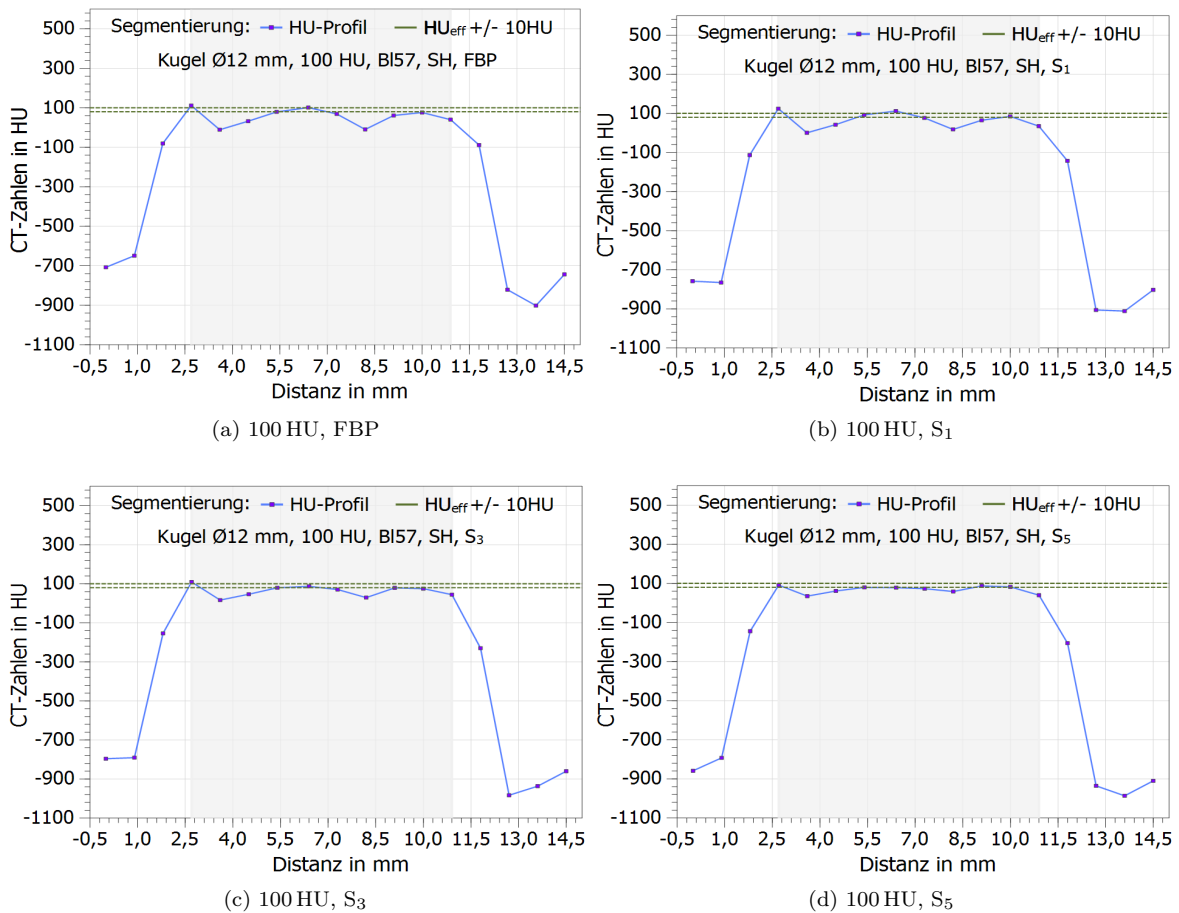 Segmentierung: HU-Profil HUeff +/- 10HU
Kugel Ø12 mm, 100 HU, Bl57, SH, FBP
CT-Zahlen in HU
500
300
100
-100
-300
-500
-700
-900
-1100
-0,5 1,0 2,5 4,0 5,5 7,0 8,5 10,0 11,5 13,0 14,5
Distanz in mm
(a) 100 HU, FBP
Segmentierung: HU-Profil HUeff +/- 10HU
Kugel Ø12 mm, 100 HU, Bl57, SH, S1
CT-Zahlen in HU
500
300
100
-100
-300
-500
-700
-900
-1100
-0,5 1,0 2,5 4,0 5,5 7,0 8,5 10,0 11,5 13,0 14,5
Distanz in mm
(b) 100 HU, S1
Segmentierung: HU-Profil HUeff +/- 10HU
Kugel Ø12 mm, 100 HU, Bl57, SH, S3
CT-Zahlen in HU
500
300
100
-100
-300
-500
-700
-900
-1100
-0,5 1,0 2,5 4,0 5,5 7,0 8,5 10,0 11,5 13,0 14,5
Distanz in mm
(c) 100 HU, S3
Segmentierung: HU-Profil HUeff +/- 10HU
Kugel Ø12 mm, 100 HU, Bl57, SH, S5
CT-Zahlen in HU
500
300
100
-100
-300
-500
-700
-900
-1100
-0,5 1,0 2,5 4,0 5,5 7,0 8,5 10,0 11,5 13,0 14,5
Distanz in mm
(d) 100 HU, S5